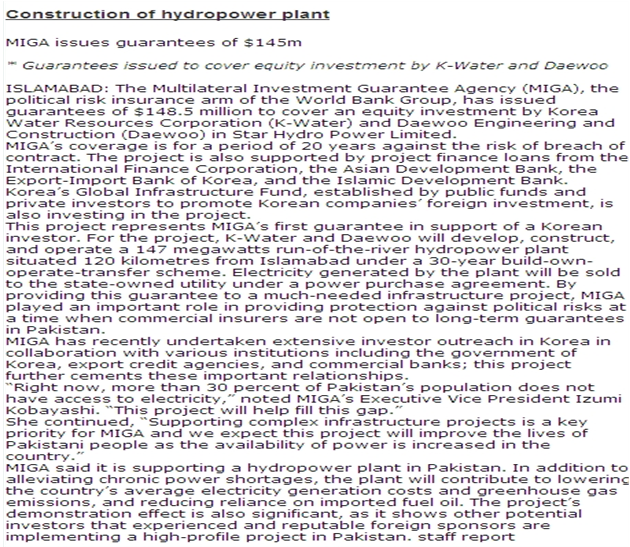 Construction of hydropower plant
MIGA issues guarantees of $145m
* Guarantees issued to cover equity investment by K-Water and Daewoo
ISLAMABAD: The Multilateral Investment Guarantee Agency (MIGA), the
political risk insurance arm of the World Bank Group, has issued
guarantees of $148.5 million to cover an equity investment by Korea
Water Resources Corporation (K-Water) and Daewoo Engineering and
Construction (Daewoo) in Star Hydro Power Limited.
MIGA´s coverage is for a period of 20 years against the risk of breach of
contract. The project is also supported by project finance loans from the
International Finance Corporation, the Asian Development Bank, the
Export-Import Bank of Korea, and the Islamic Development Bank.
Korea´s Global Infrastructure Fund, established by public funds and
private investors to promote Korean companies´ foreign investment, is
also investing in the project.
This project represents MIGA´s first guarantee in support of a Korean
investor. For the project, K-Water and Daewoo will develop, construct,
and operate a 147 megawatts run-of-the-river hydropower plant
situated 120 kilometres from Islamabad under a 30-year build-own-
operate-transfer scheme. Electricity generated by the plant will be sold
to the state-owned utility under a power purchase agreement. By
providing this guarantee to a much-needed infrastructure project, MIGA
played an important role in providing protection against political risks at
a time when commercial insurers are not open to long-term guarantees
in Pakistan.
MIGA has recently undertaken extensive investor outreach in Korea in
collaboration with various institutions including the government of
Korea, export credit agencies, and commercial banks; this project
further cements these important relationships.
“Right now, more than 30 percent of Pakistan´s population does not
have access to electricity,” noted MIGA´s Executive Vice President Izumi
Kobayashi. “This project will help fill this gap.”
She continued, “Supporting complex infrastructure projects is a key
priority for MIGA and we expect this project will improve the lives of
Pakistani people as the availability of power is increased in the
country.”
MIGA said it is supporting a hydropower plant in Pakistan. In addition to
alleviating chronic power shortages, the plant will contribute to lowering
the country´s average electricity generation costs and greenhouse gas
emissions, and reducing reliance on imported fuel oil. The project´s
demonstration effect is also significant, as it shows other potential
investors that experienced and reputable foreign sponsors are
implementing a high-profile project in Pakistan. staff report